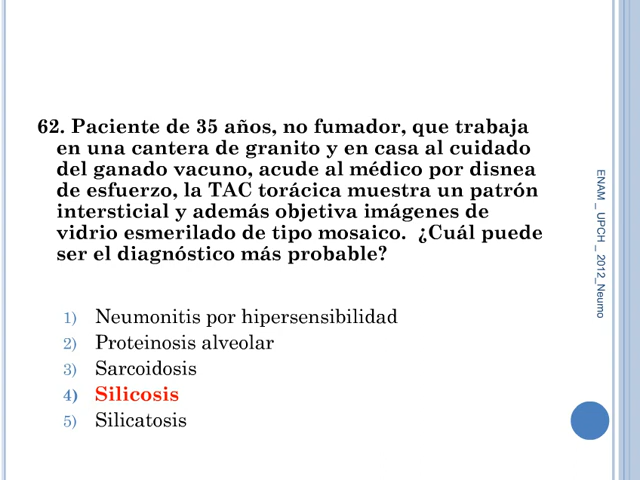 62. Paciente de 35 años, no fumador, que trabaja
en una cantera de granito y en casa al cuidado
del ganado vacuno, acude al médico por disnea
de esfuerzo, la TAC torácica muestra un patrón
intersticial y además objetiva imágenes de
vidrio esmerilado de tipo mosaico.  ¿Cuál puede
ser el diagnóstico más probable?
1) Neumonitis por hipersensibilidad
2) Proteinosis alveolar
3) Sarcoidosis
4) Silicosis
5) Silicatosis
ENAM _ UPCH _ 2012_Neumo